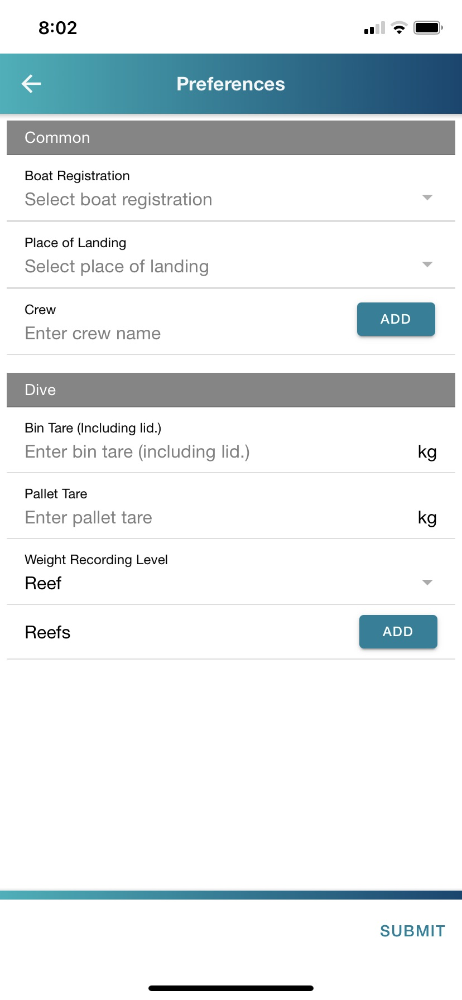 8:02
Preferences
Common
Boat Registration
Select boat registration
Place of Landing
Select place of landing
Crew
Enter crew name
ADD
Dive
Bin Tare (Including lid.)
Enter bin tare (including lid.)
kg
Pallet Tare
Enter pallet tare
kg
Weight Recording Level
Reef
Reefs
ADD
SUBMIT